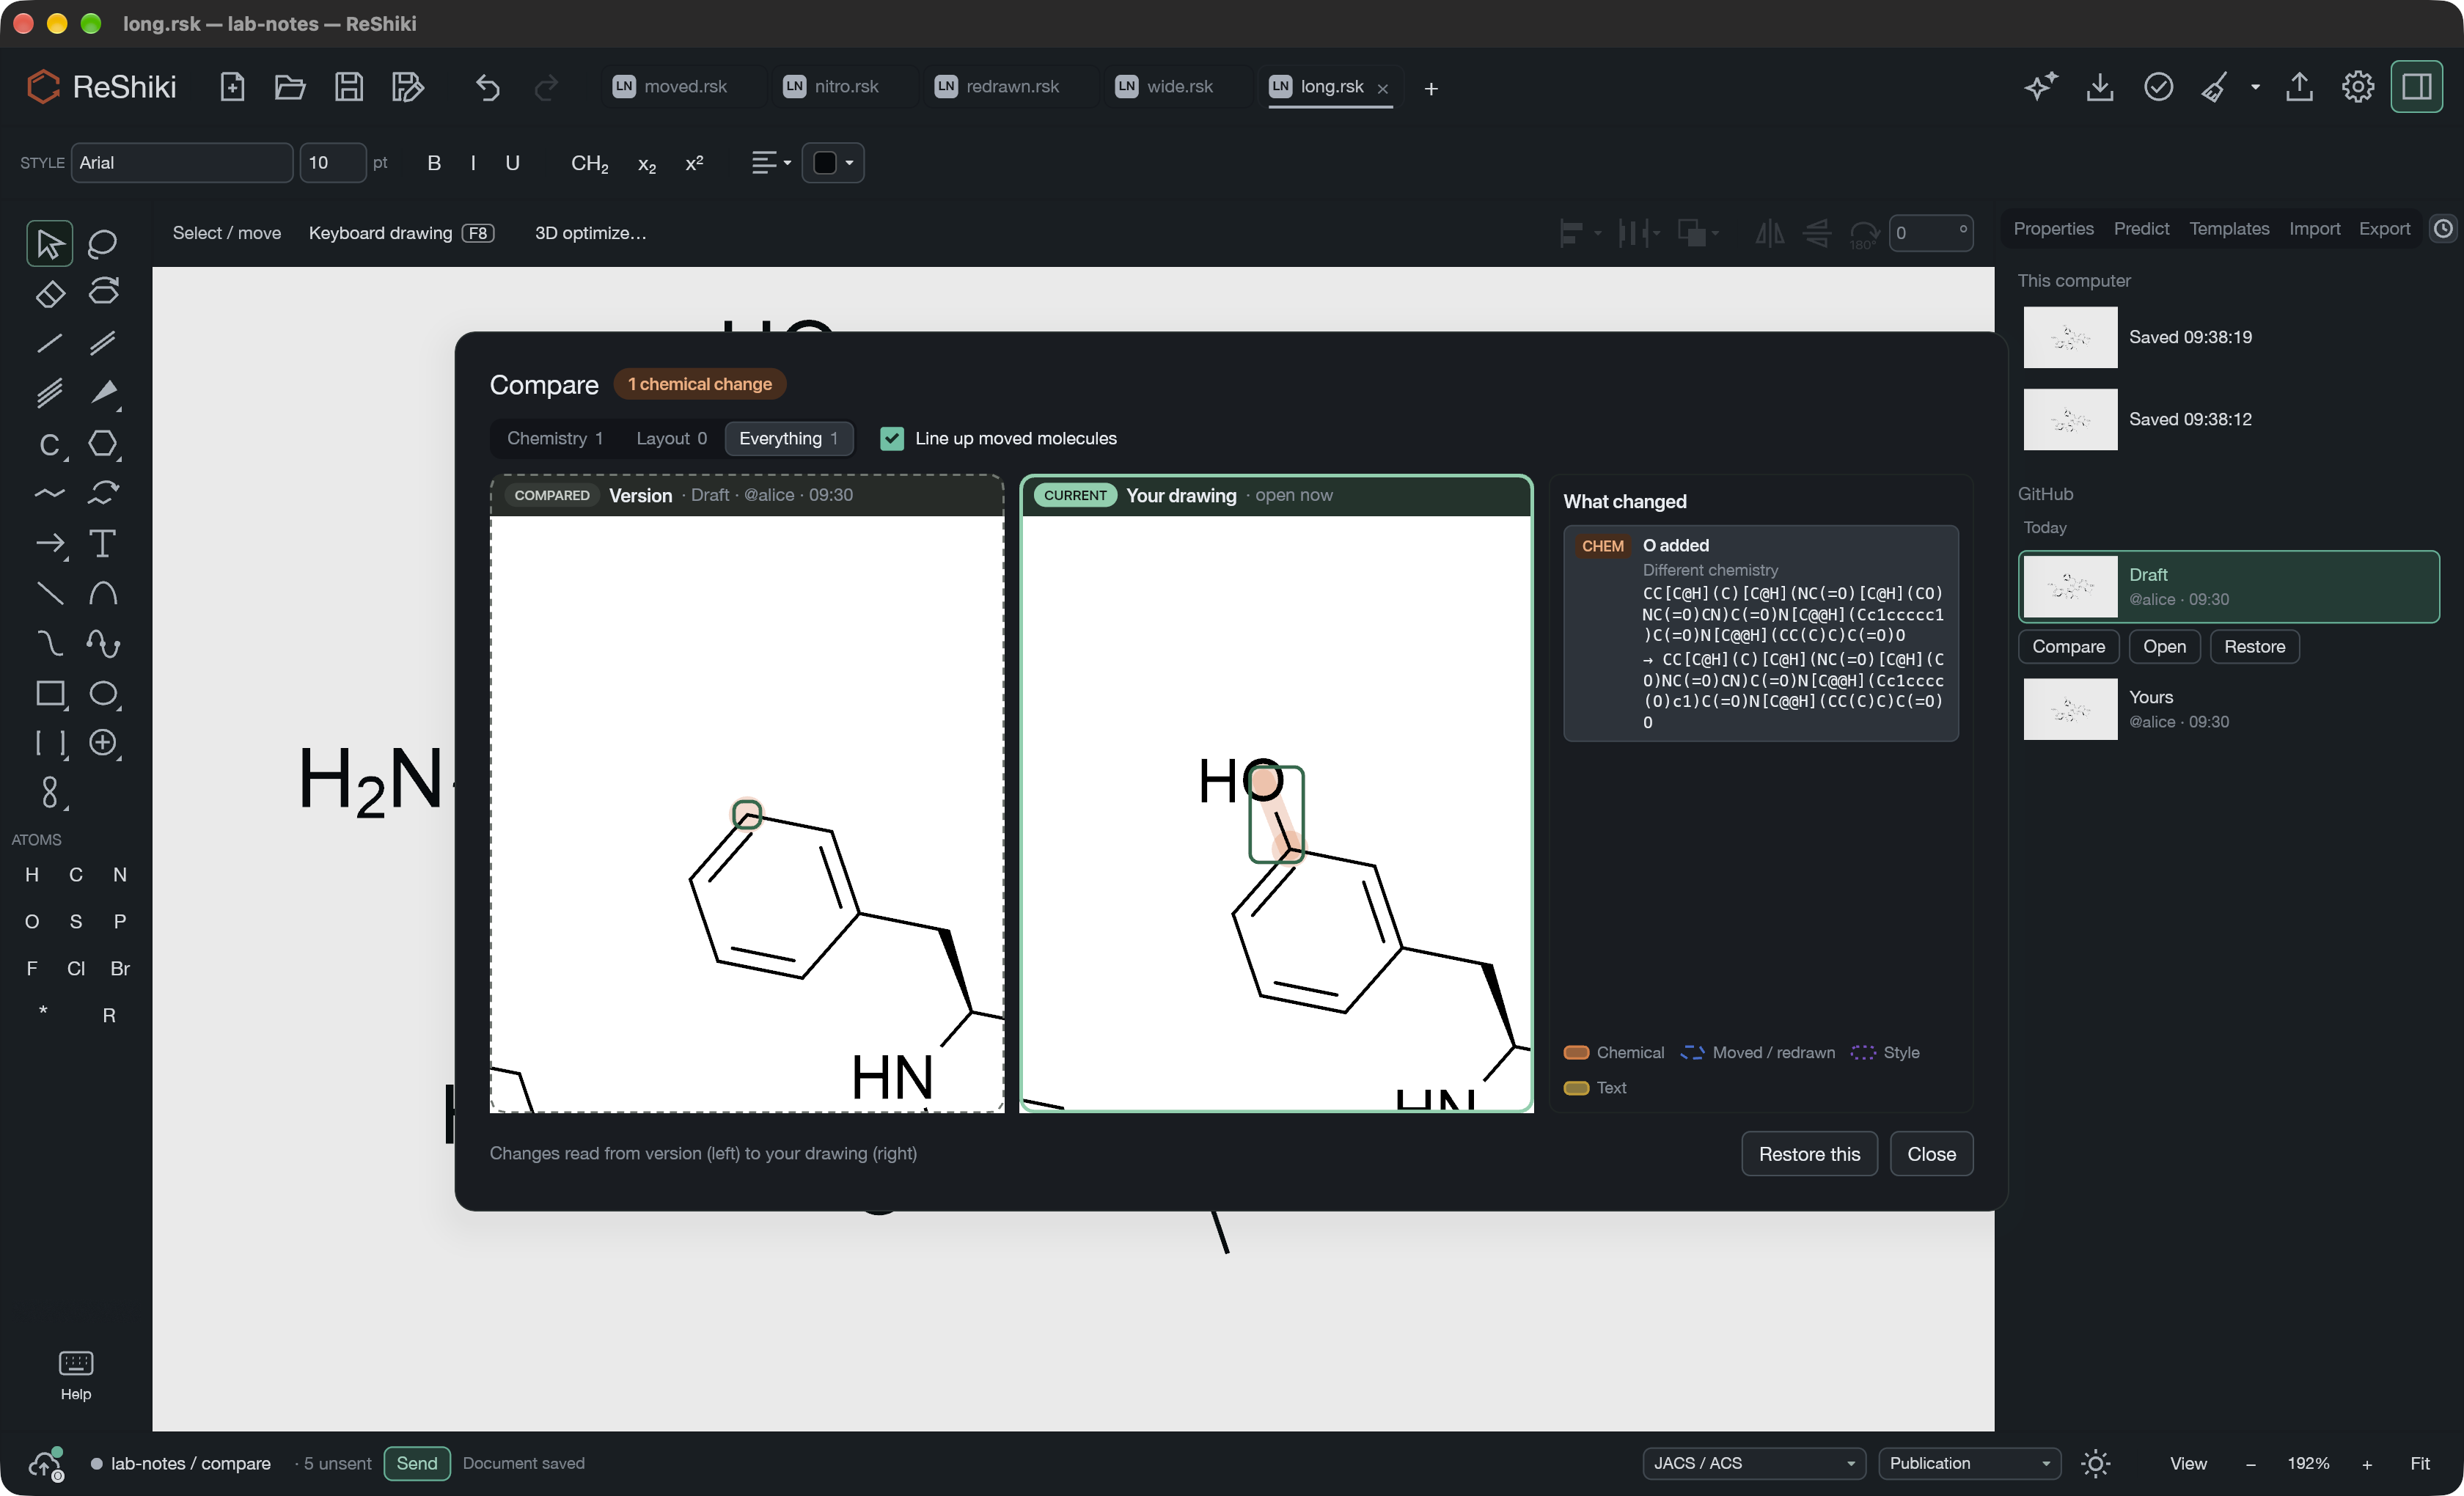 long.rsk — lab-notes — ReShiki
ReShiki
LN moved.rsk
LN nitro.rsk
LN redrawn.rsk
LN wide.rsk
LN long.rsk ×
+
STYLE Arial 10 pt B I U CH₂ x₂ x²
Select / move Keyboard drawing F8 3D optimize… 180° 0 °
Properties Predict Templates Import Export
This computer
Saved 09:38:19
Saved 09:38:12
GitHub
Today
Draft
@alice · 09:30
Compare Open Restore
Yours
@alice · 09:30
C
T
ATOMS
H C N
O S P
F Cl Br
* R
Help
H₂N
Compare 1 chemical change
Chemistry 1 Layout 0 Everything 1 Line up moved molecules
COMPARED Version · Draft · @alice · 09:30
HN
CURRENT Your drawing · open now
HO
HN
What changed
CHEM O added
Different chemistry
CC[C@H](C)[C@H](NC(=O)[C@H](CO)
NC(=O)CN)C(=O)N[C@@H](Cc1ccccc1
)C(=O)N[C@@H](CC(C)C)C(=O)O
→ CC[C@H](C)[C@H](NC(=O)[C@H](C
O)NC(=O)CN)C(=O)N[C@@H](Cc1cccc
(O)c1)C(=O)N[C@@H](CC(C)C)C(=O)
O
Chemical Moved / redrawn Style
Text
Changes read from version (left) to your drawing (right)
Restore this Close
lab-notes / compare · 5 unsent Send Document saved
JACS / ACS Publication View − 192% + Fit